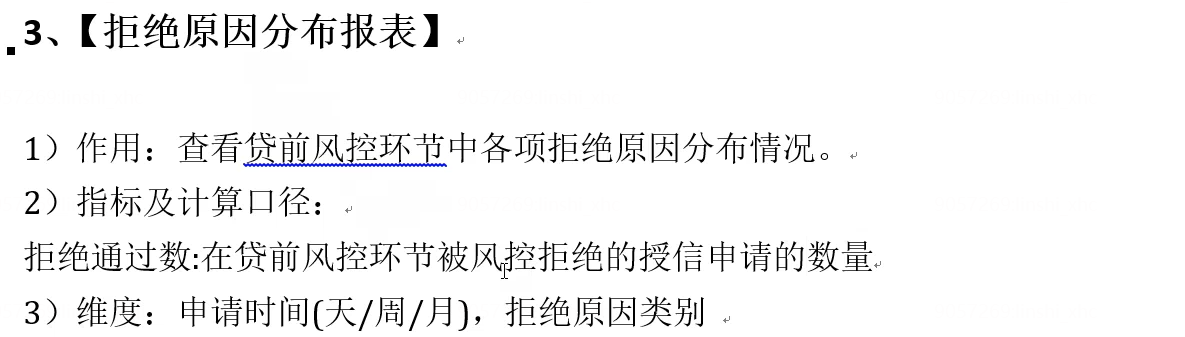 3、【拒绝原因分布报表】
1）作用：查看贷前风控环节中各项拒绝原因分布情况。
2）指标及计算口径：
拒绝通过数:在贷前风控环节被风控拒绝的授信申请的数量
3）维度：申请时间(天/周/月)，拒绝原因类别